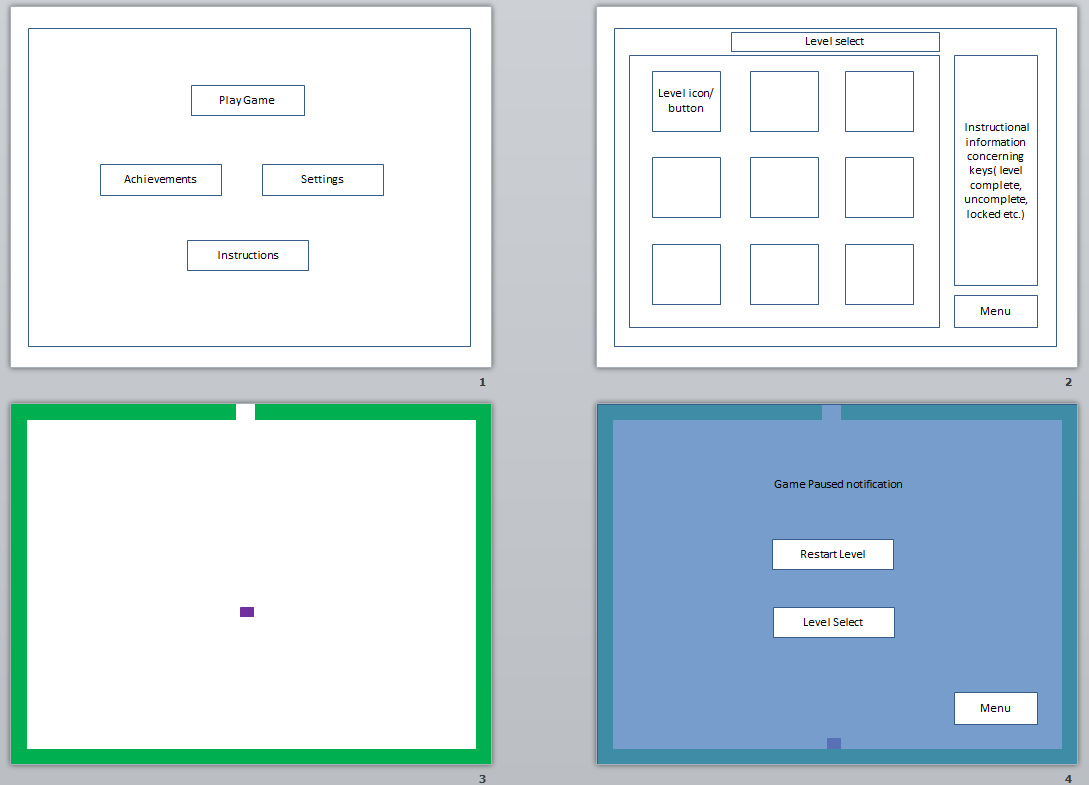 Play Game
Achievements
Settings
Instructions
1
Level select
Level icon/
button
Instructional
information
concerning
keys( level
complete,
uncomplete,
locked etc.)
Menu
2
3
Game Paused notification
Restart Level
Level Select
Menu
4